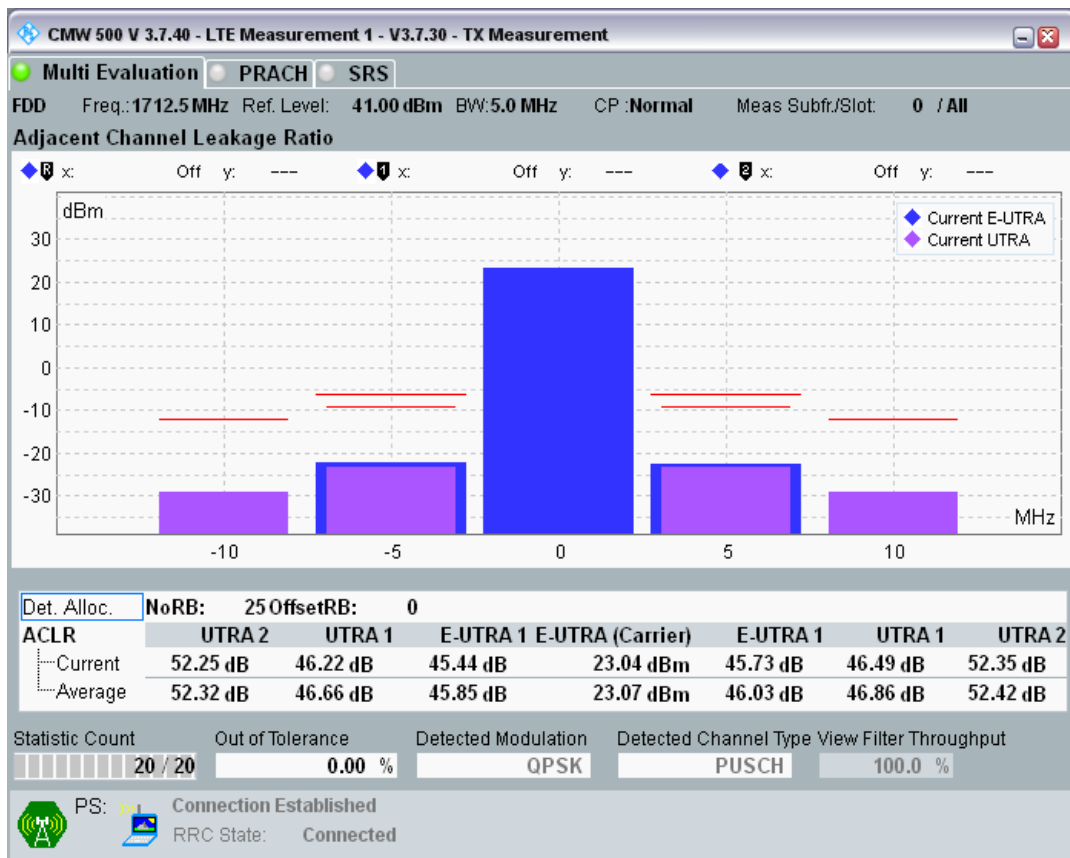 CMW 500 V 3.7.40 - LTE Measurement 1 - V3.7.30 - TX Measurement
Multi Evaluation PRACH SRS
FDD Freq.: 1712.5 MHz Ref. Level: 41.00 dBm BW: 5.0 MHz CP : Normal Meas Subfr./Slot: 0 / All
Adjacent Channel Leakage Ratio
R x: Off y: --- 1 x: Off y: --- 2 x: Off y: ---
dBm
Current E-UTRA
Current UTRA
30
20
10
0
-10
-20
-30
MHz
-10 -5 0 5 10
Det. Alloc. NoRB: 25 OffsetRB: 0
ACLR UTRA 2 UTRA 1 E-UTRA 1 E-UTRA (Carrier) E-UTRA 1 UTRA 1 UTRA 2
Current 52.25 dB 46.22 dB 45.44 dB 23.04 dBm 45.73 dB 46.49 dB 52.35 dB
Average 52.32 dB 46.66 dB 45.85 dB 23.07 dBm 46.03 dB 46.86 dB 52.42 dB
Statistic Count Out of Tolerance Detected Modulation Detected Channel Type View Filter Throughput
20 / 20 0.00 % QPSK PUSCH 100.0 %
PS: Connection Established
RRC State: Connected